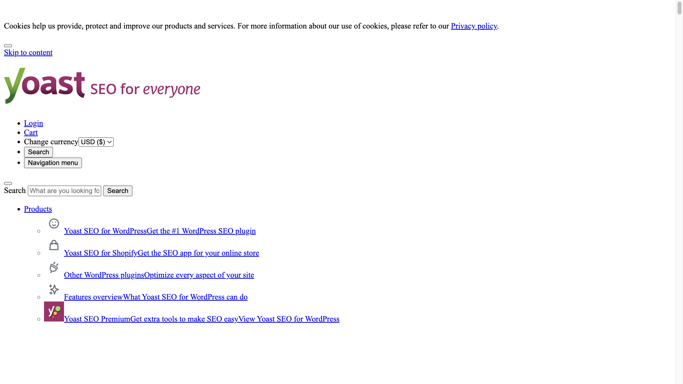 Cookies help us provide, protect and improve our products and services. For more information about our use of cookies, please refer to our Privacy policy.
Skip to content
yoast SEO for everyone
Login
Cart
Change currency USD ($)
Search
Navigation menu
Search What are you looking fo Search
Products
Yoast SEO for WordPressGet the #1 WordPress SEO plugin
Yoast SEO for ShopifyGet the SEO app for your online store
Other WordPress pluginsOptimize every aspect of your site
Features overviewWhat Yoast SEO for WordPress can do
Yoast SEO PremiumGet extra tools to make SEO easyView Yoast SEO for WordPress